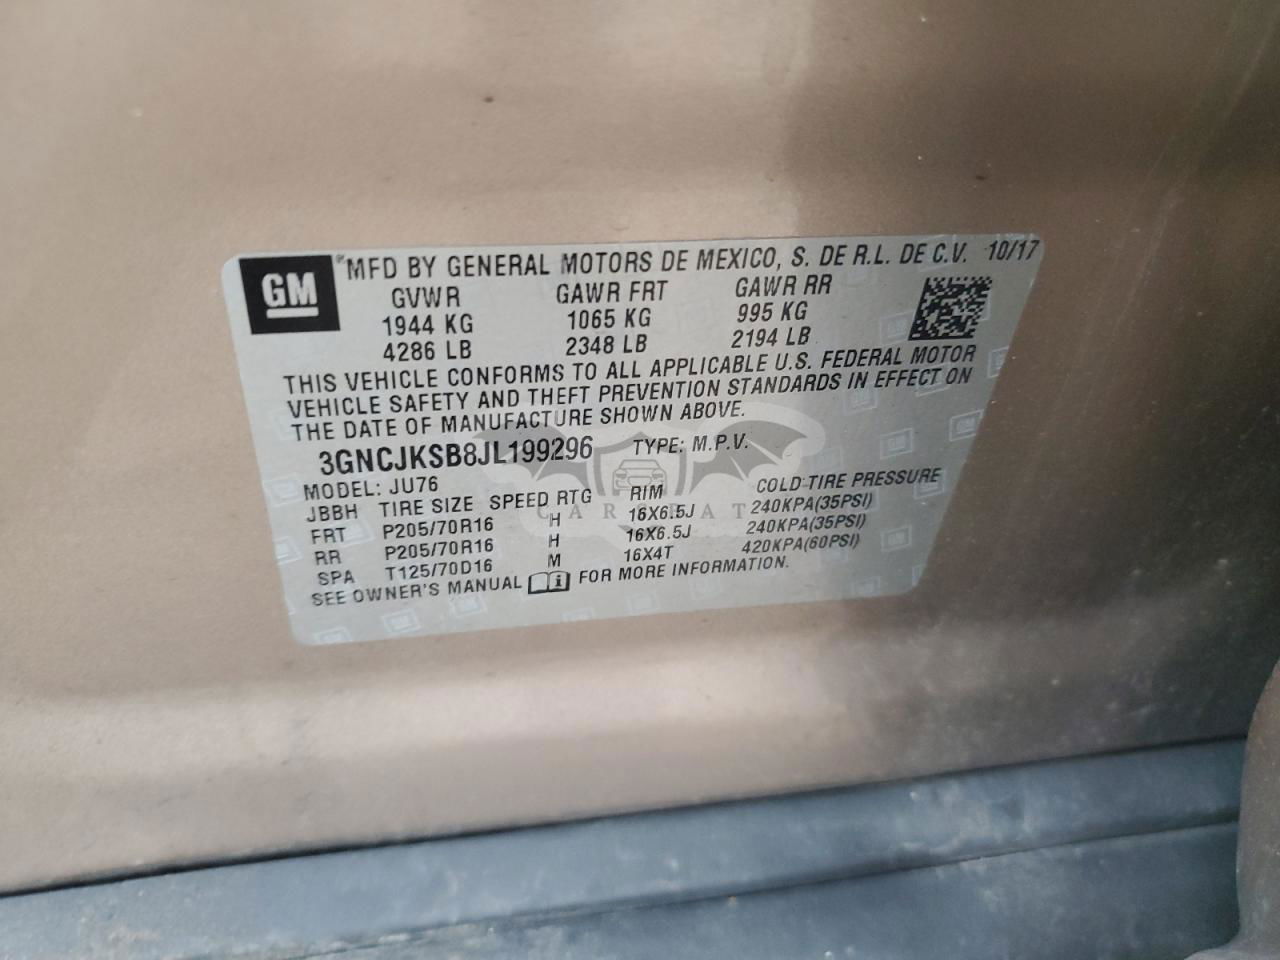 GM
MFD BY GENERAL MOTORS DE MEXICO, S. DE R.L. DE C.V. 10/17
GVWR GAWR FRT GAWR RR
1944 KG 1065 KG 995 KG
4286 LB 2348 LB 2194 LB
THIS VEHICLE CONFORMS TO ALL APPLICABLE U.S. FEDERAL MOTOR
VEHICLE SAFETY AND THEFT PREVENTION STANDARDS IN EFFECT ON
THE DATE OF MANUFACTURE SHOWN ABOVE.
3GNCJKSB8JL199296 TYPE: M.P.V.
MODEL: JU76
JBBH TIRE SIZE SPEED RTG RIM COLD TIRE PRESSURE
FRT P205/70R16 H 16X6.5J 240KPA(35PSI)
RR P205/70R16 H 16X6.5J 240KPA(35PSI)
SPA T125/70D16 M 16X4T 420KPA(60PSI)
SEE OWNER'S MANUAL FOR MORE INFORMATION.